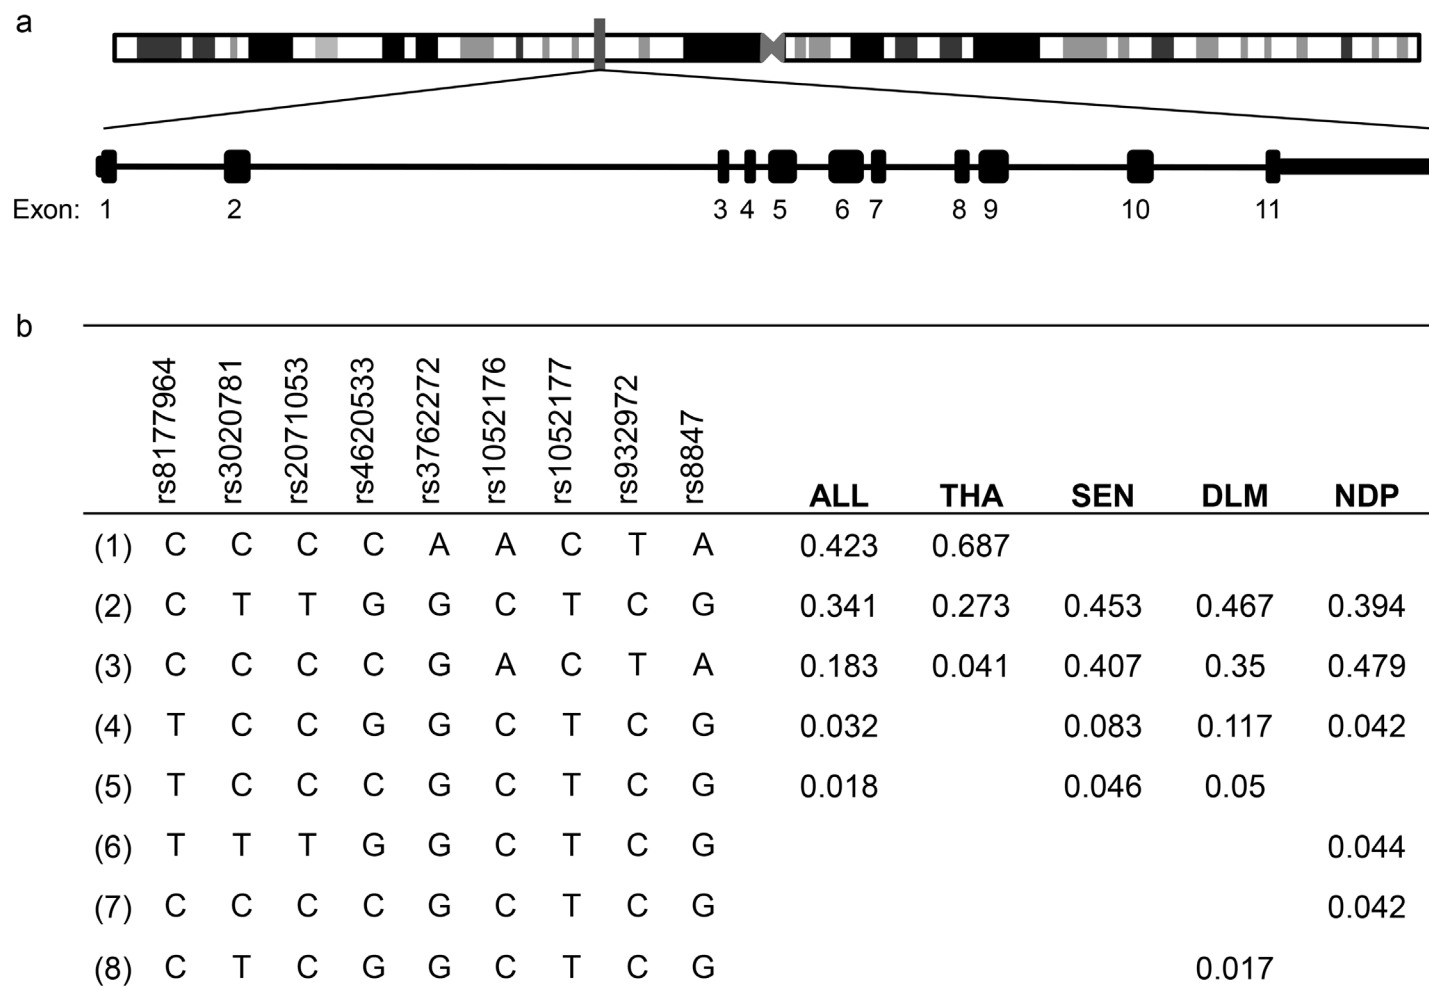 a
Exon: 1 2 3 4 5 6 7 8 9 10 11
b
rs8177964 rs3020781 rs2071053 rs4620533 rs3762272 rs1052176 rs1052177 rs932972 rs8847 ALL THA SEN DLM NDP
(1) C C C C A A C T A 0.423 0.687
(2) C T T G G C T C G 0.341 0.273 0.453 0.467 0.394
(3) C C C C G A C T A 0.183 0.041 0.407 0.35 0.479
(4) T C C G G C T C G 0.032 0.083 0.117 0.042
(5) T C C C G C T C G 0.018 0.046 0.05
(6) T T T G G C T C G 0.044
(7) C C C C G C T C G 0.042
(8) C T C G G C T C G 0.017